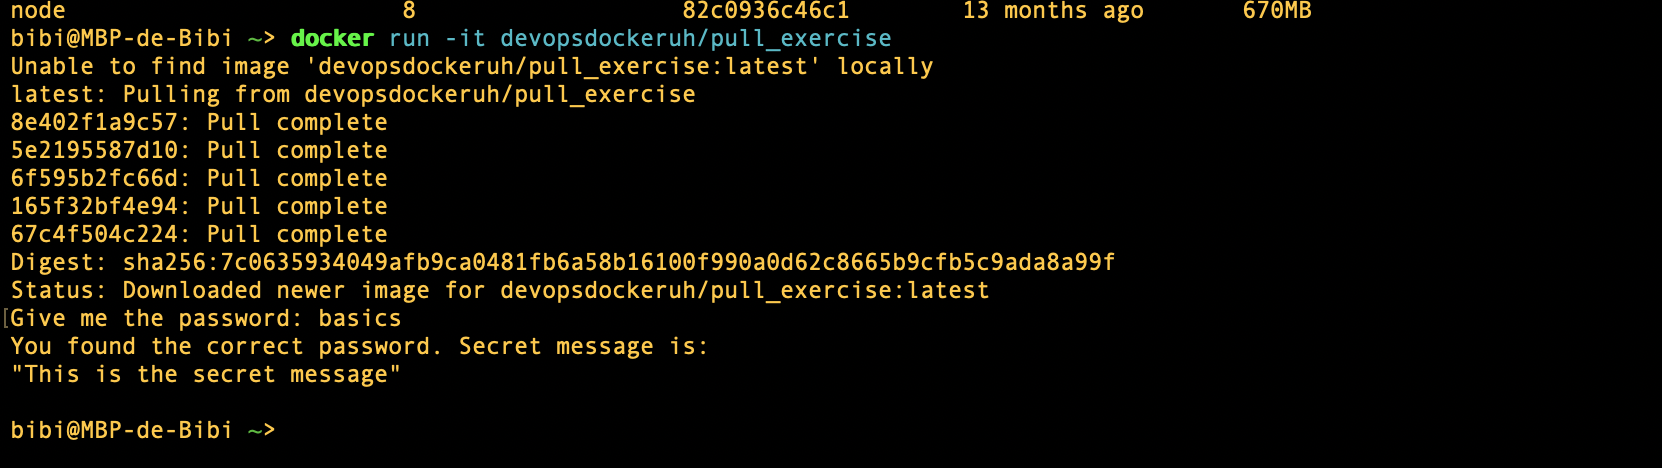 node 8 82c0936c46c1 13 months ago 670MB
bibi@MBP-de-Bibi ~> docker run -it devopsdockeruh/pull_exercise
Unable to find image 'devopsdockeruh/pull_exercise:latest' locally
latest: Pulling from devopsdockeruh/pull_exercise
8e402f1a9c57: Pull complete
5e2195587d10: Pull complete
6f595b2fc66d: Pull complete
165f32bf4e94: Pull complete
67c4f504c224: Pull complete
Digest: sha256:7c0635934049afb9ca0481fb6a58b16100f990a0d62c8665b9cfb5c9ada8a99f
Status: Downloaded newer image for devopsdockeruh/pull_exercise:latest
[Give me the password: basics
You found the correct password. Secret message is:
"This is the secret message"
bibi@MBP-de-Bibi ~>